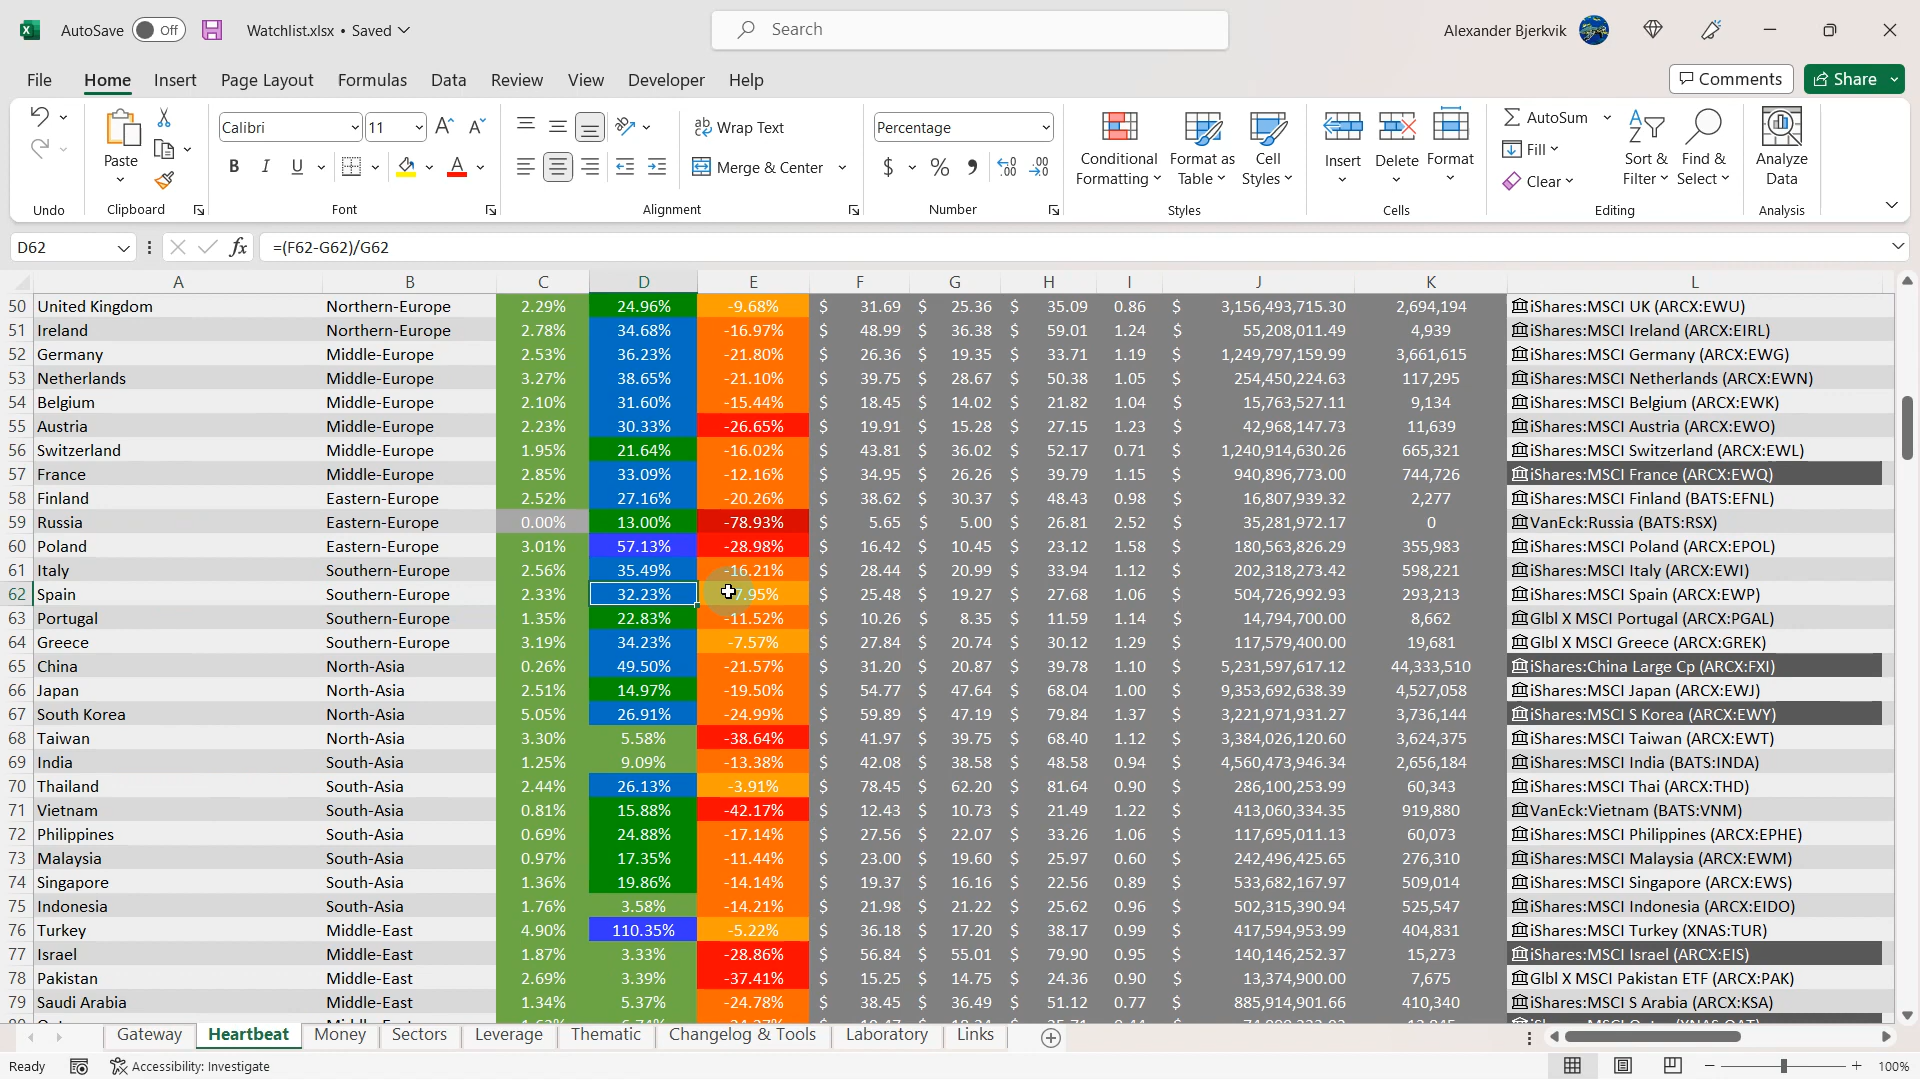 AutoSave Off Watchlist.xlsx • Saved Search Alexander Bjerkvik
File Home Insert Page Layout Formulas Data Review View Developer Help Comments Share
Paste Calibri 11 Wrap Text Percentage Conditional Formatting Format as Table Cell Styles Insert Delete Format AutoSum Sort & Filter Find & Select Analyze Data
B I U Merge & Center $ % Fill Clear
Undo Clipboard Font Alignment Number Styles Cells Editing Analysis
D62 fx =(F62-G62)/G62
A B C D E F G H I J K L
50 United Kingdom Northern-Europe 2.29% 24.96% -9.68% $ 31.69 $ 25.36 $ 35.09 0.86 $ 3,156,493,715.30 2,694,194 iShares:MSCI UK (ARCX:EWU)
51 Ireland Northern-Europe 2.78% 34.68% -16.97% $ 48.99 $ 36.38 $ 59.01 1.24 $ 55,208,011.49 4,939 iShares:MSCI Ireland (ARCX:EIRL)
52 Germany Middle-Europe 2.53% 36.23% -21.80% $ 26.36 $ 19.35 $ 33.71 1.19 $ 1,249,797,159.99 3,661,615 iShares:MSCI Germany (ARCX:EWG)
53 Netherlands Middle-Europe 3.27% 38.65% -21.10% $ 39.75 $ 28.67 $ 50.38 1.05 $ 254,450,224.63 117,295 iShares:MSCI Netherlands (ARCX:EWN)
54 Belgium Middle-Europe 2.10% 31.60% -15.44% $ 18.45 $ 14.02 $ 21.82 1.04 $ 15,763,527.11 9,134 iShares:MSCI Belgium (ARCX:EWK)
55 Austria Middle-Europe 2.23% 30.33% -26.65% $ 19.91 $ 15.28 $ 27.15 1.23 $ 42,968,147.73 11,639 iShares:MSCI Austria (ARCX:EWO)
56 Switzerland Middle-Europe 1.95% 21.64% -16.02% $ 43.81 $ 36.02 $ 52.17 0.71 $ 1,240,914,630.26 665,321 iShares:MSCI Switzerland (ARCX:EWL)
57 France Middle-Europe 2.85% 33.09% -12.16% $ 34.95 $ 26.26 $ 39.79 1.15 $ 940,896,773.00 744,726 iShares:MSCI France (ARCX:EWQ)
58 Finland Eastern-Europe 2.52% 27.16% -20.26% $ 38.62 $ 30.37 $ 48.43 0.98 $ 16,807,939.32 2,277 iShares:MSCI Finland (BATS:EFNL)
59 Russia Eastern-Europe 0.00% 13.00% -78.93% $ 5.65 $ 5.00 $ 26.81 2.52 $ 35,281,972.17 0 VanEck:Russia (BATS:RSX)
60 Poland Eastern-Europe 3.01% 57.13% -28.98% $ 16.42 $ 10.45 $ 23.12 1.58 $ 180,563,826.29 355,983 iShares:MSCI Poland (ARCX:EPOL)
61 Italy Southern-Europe 2.56% 35.49% -16.21% $ 28.44 $ 20.99 $ 33.94 1.12 $ 202,318,273.42 598,221 iShares:MSCI Italy (ARCX:EWI)
62 Spain Southern-Europe 2.33% 32.23% 7.95% $ 25.48 $ 19.27 $ 27.68 1.06 $ 504,726,992.93 293,213 iShares:MSCI Spain (ARCX:EWP)
63 Portugal Southern-Europe 1.35% 22.83% -11.52% $ 10.26 $ 8.35 $ 11.59 1.14 $ 14,794,700.00 8,662 Glbl X MSCI Portugal (ARCX:PGAL)
64 Greece Southern-Europe 3.19% 34.23% -7.57% $ 27.84 $ 20.74 $ 30.12 1.29 $ 117,579,400.00 19,681 Glbl X MSCI Greece (ARCX:GREK)
65 China North-Asia 0.26% 49.50% -21.57% $ 31.20 $ 20.87 $ 39.78 1.10 $ 5,231,597,617.12 44,333,510 iShares:China Large Cp (ARCX:FXI)
66 Japan North-Asia 2.51% 14.97% -19.50% $ 54.77 $ 47.64 $ 68.04 1.00 $ 9,353,692,638.39 4,527,058 iShares:MSCI Japan (ARCX:EWJ)
67 South Korea North-Asia 5.05% 26.91% -24.99% $ 59.89 $ 47.19 $ 79.84 1.37 $ 3,221,971,931.27 3,736,144 iShares:MSCI S Korea (ARCX:EWY)
68 Taiwan North-Asia 3.30% 5.58% -38.64% $ 41.97 $ 39.75 $ 68.40 1.12 $ 3,384,026,120.60 3,624,375 iShares:MSCI Taiwan (ARCX:EWT)
69 India South-Asia 1.25% 9.09% -13.38% $ 42.08 $ 38.58 $ 48.58 0.94 $ 4,560,473,946.34 2,656,184 iShares:MSCI India (BATS:INDA)
70 Thailand South-Asia 2.44% 26.13% -3.91% $ 78.45 $ 62.20 $ 81.64 0.90 $ 286,100,253.99 60,343 iShares:MSCI Thai (ARCX:THD)
71 Vietnam South-Asia 0.81% 15.88% -42.17% $ 12.43 $ 10.73 $ 21.49 1.22 $ 413,060,334.35 919,880 VanEck:Vietnam (BATS:VNM)
72 Philippines South-Asia 0.69% 24.88% -17.14% $ 27.56 $ 22.07 $ 33.26 1.06 $ 117,695,011.13 60,073 iShares:MSCI Philippines (ARCX:EPHE)
73 Malaysia South-Asia 0.97% 17.35% -11.44% $ 23.00 $ 19.60 $ 25.97 0.60 $ 242,496,425.65 276,310 iShares:MSCI Malaysia (ARCX:EWM)
74 Singapore South-Asia 1.36% 19.86% -14.14% $ 19.37 $ 16.16 $ 22.56 0.89 $ 533,682,167.97 509,014 iShares:MSCI Singapore (ARCX:EWS)
75 Indonesia South-Asia 1.76% 3.58% -14.21% $ 21.98 $ 21.22 $ 25.62 0.96 $ 502,315,390.94 525,547 iShares:MSCI Indonesia (ARCX:EIDO)
76 Turkey Middle-East 4.90% 110.35% -5.22% $ 36.18 $ 17.20 $ 38.17 0.99 $ 417,594,953.99 404,831 iShares:MSCI Turkey (XNAS:TUR)
77 Israel Middle-East 1.87% 3.33% -28.86% $ 56.84 $ 55.01 $ 79.90 0.95 $ 140,146,252.37 15,273 iShares:MSCI Israel (ARCX:EIS)
78 Pakistan Middle-East 2.69% 3.39% -37.41% $ 15.25 $ 14.75 $ 24.36 0.90 $ 13,374,900.00 7,675 Glbl X MSCI Pakistan ETF (ARCX:PAK)
79 Saudi Arabia Middle-East 1.34% 5.37% -24.78% $ 38.45 $ 36.49 $ 51.12 0.77 $ 885,914,901.66 410,340 iShares:MSCI S Arabia (ARCX:KSA)
Gateway Heartbeat Money Sectors Leverage Thematic Changelog & Tools Laboratory Links
Ready Accessibility: Investigate 100%